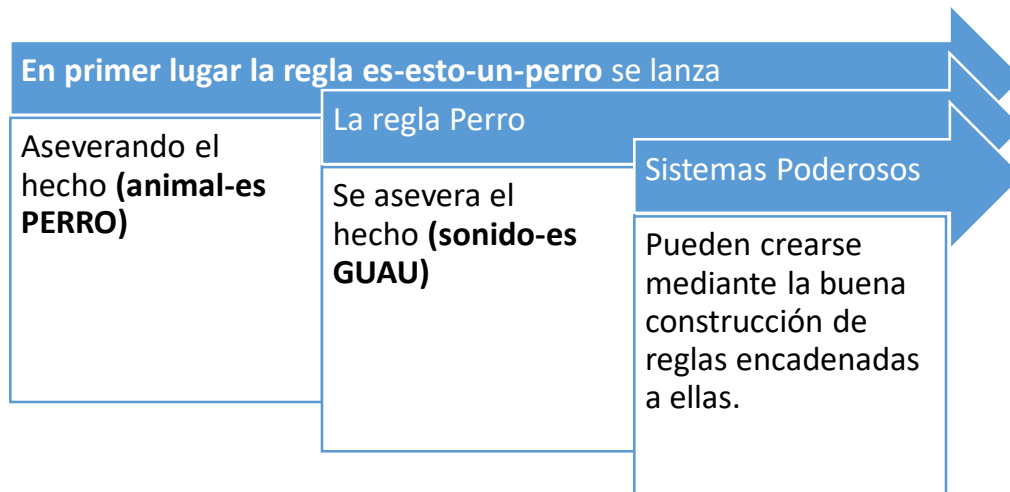 En primer lugar la regla es-esto-un-perro se lanza
Aseverando el
hecho (animal-es
PERRO)
La regla Perro
Se asevera el
hecho (sonido-es
GUAU)
Sistemas Poderosos
Pueden crearse
mediante la buena
construcción de
reglas encadenadas
a ellas.